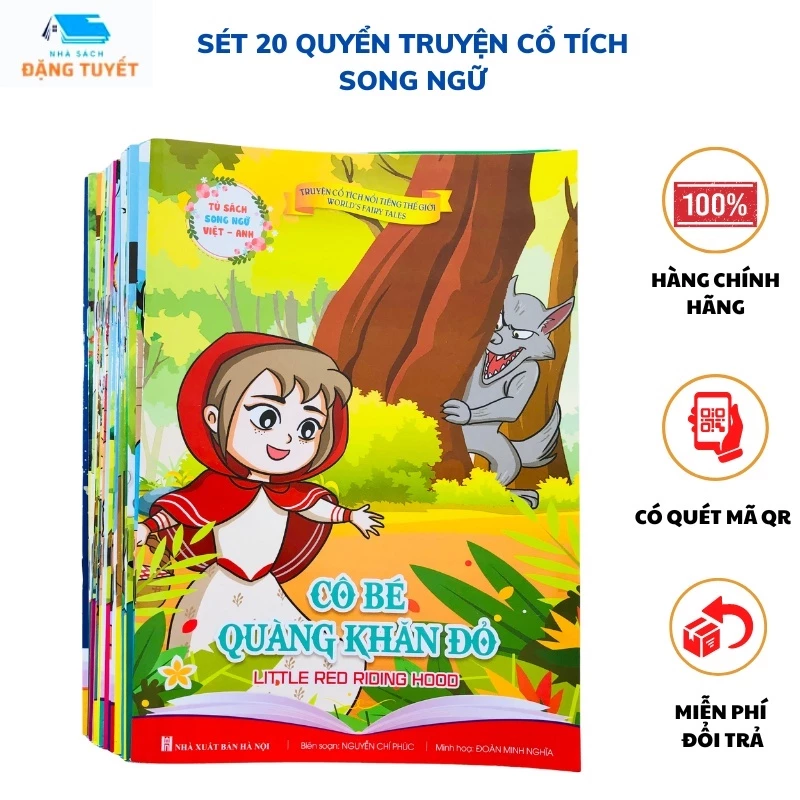 NHÀ SÁCH
ĐẶNG TUYẾT
SÉT 20 QUYỂN TRUYỆN CỔ TÍCH
SONG NGỮ
TỦ SÁCH
SONG NGỮ
VIỆT - ANH
TRUYỆN CỔ TÍCH NỔI TIẾNG THẾ GIỚI
WORLD'S FAIRY TALES
100%
HÀNG CHÍNH
HÃNG
CÓ QUÉT MÃ QR
MIỄN PHÍ
ĐỔI TRẢ
CÔ BÉ
QUÀNG KHĂN ĐỎ
LITTLE RED RIDING HOOD
NHÀ XUẤT BẢN HÀ NỘI
Biên soạn: NGUYỄN CHÍ PHÚC
Minh hoạ: ĐOÀN MINH NGHĨA